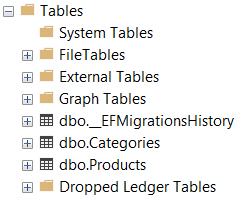 Tables
System Tables
FileTables
External Tables
Graph Tables
dbo.__EFMigrationsHistory
dbo.Categories
dbo.Products
Dropped Ledger Tables